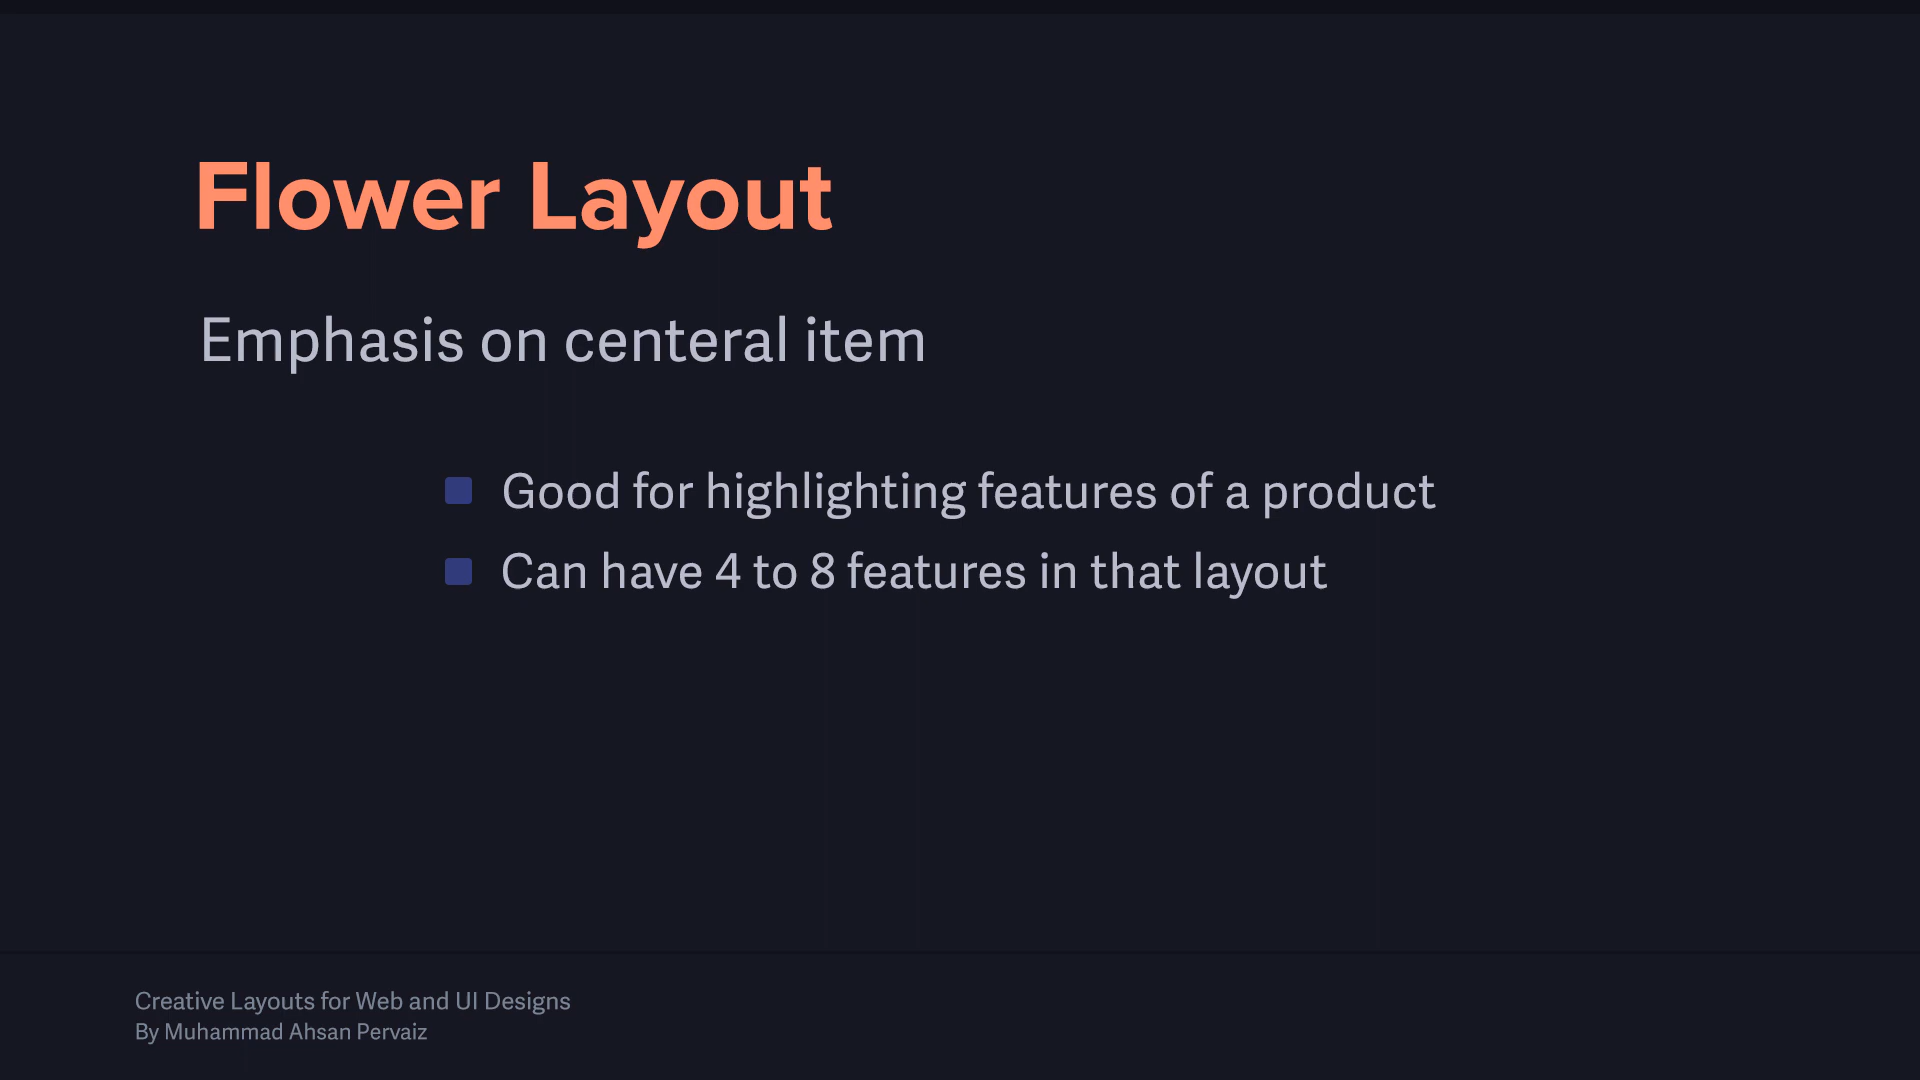 Flower Layout
Emphasis on centeral item
Good for highlighting features of a product
Can have 4 to 8 features in that layout
Creative Layouts for Web and UI Designs
By Muhammad Ahsan Pervaiz